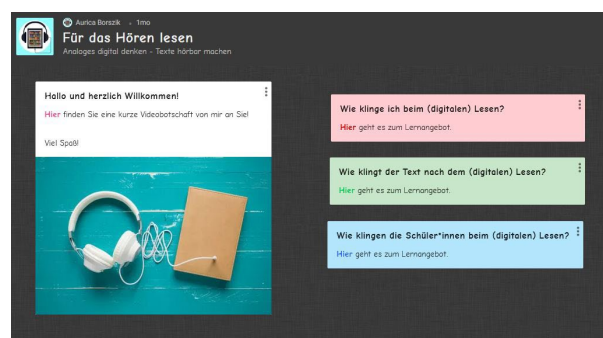 Aurica Borszik . 1mo
Für das Hören lesen
Analoges digital denken - Texte hörbar machen
Hallo und herzlich Willkommen!
Hier finden Sie eine kurze Videobotschaft von mir an Sie!
Viel Spaß!
Wie klinge ich beim (digitalen) Lesen?
Hier geht es zum Lernangebot.
Wie klingt der Text nach dem (digitalen) Lesen?
Hier geht es zum Lernangebot.
Wie klingen die Schüler*innen beim (digitalen) Lesen?
Hier geht es zum Lernangebot.